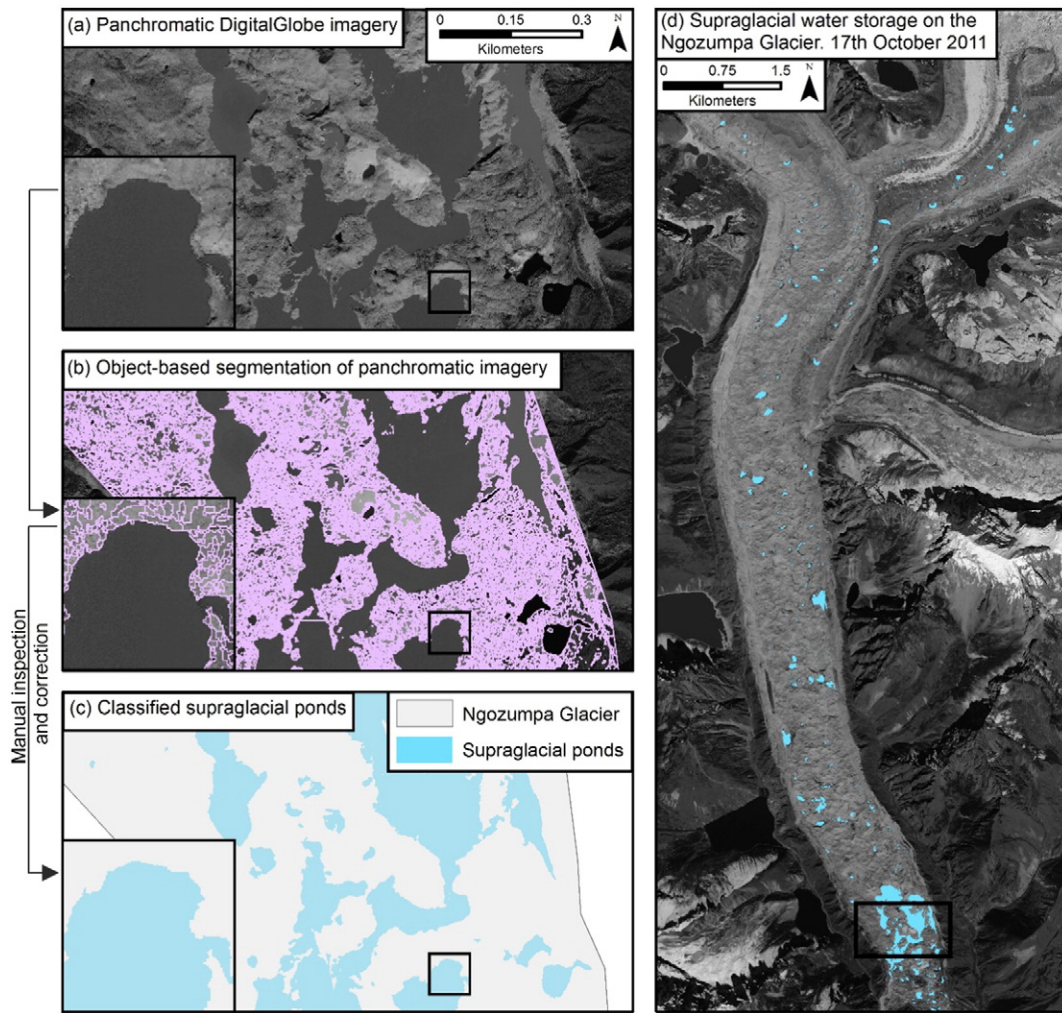 (a) Panchromatic DigitalGlobe imagery
0 0.15 0.3
Kilometers
N
(b) Object-based segmentation of panchromatic imagery
Manual inspection
and correction
(c) Classified supraglacial ponds
Ngozumpa Glacier
Supraglacial ponds
(d) Supraglacial water storage on the
Ngozumpa Glacier. 17th October 2011
0 0.75 1.5
Kilometers
N